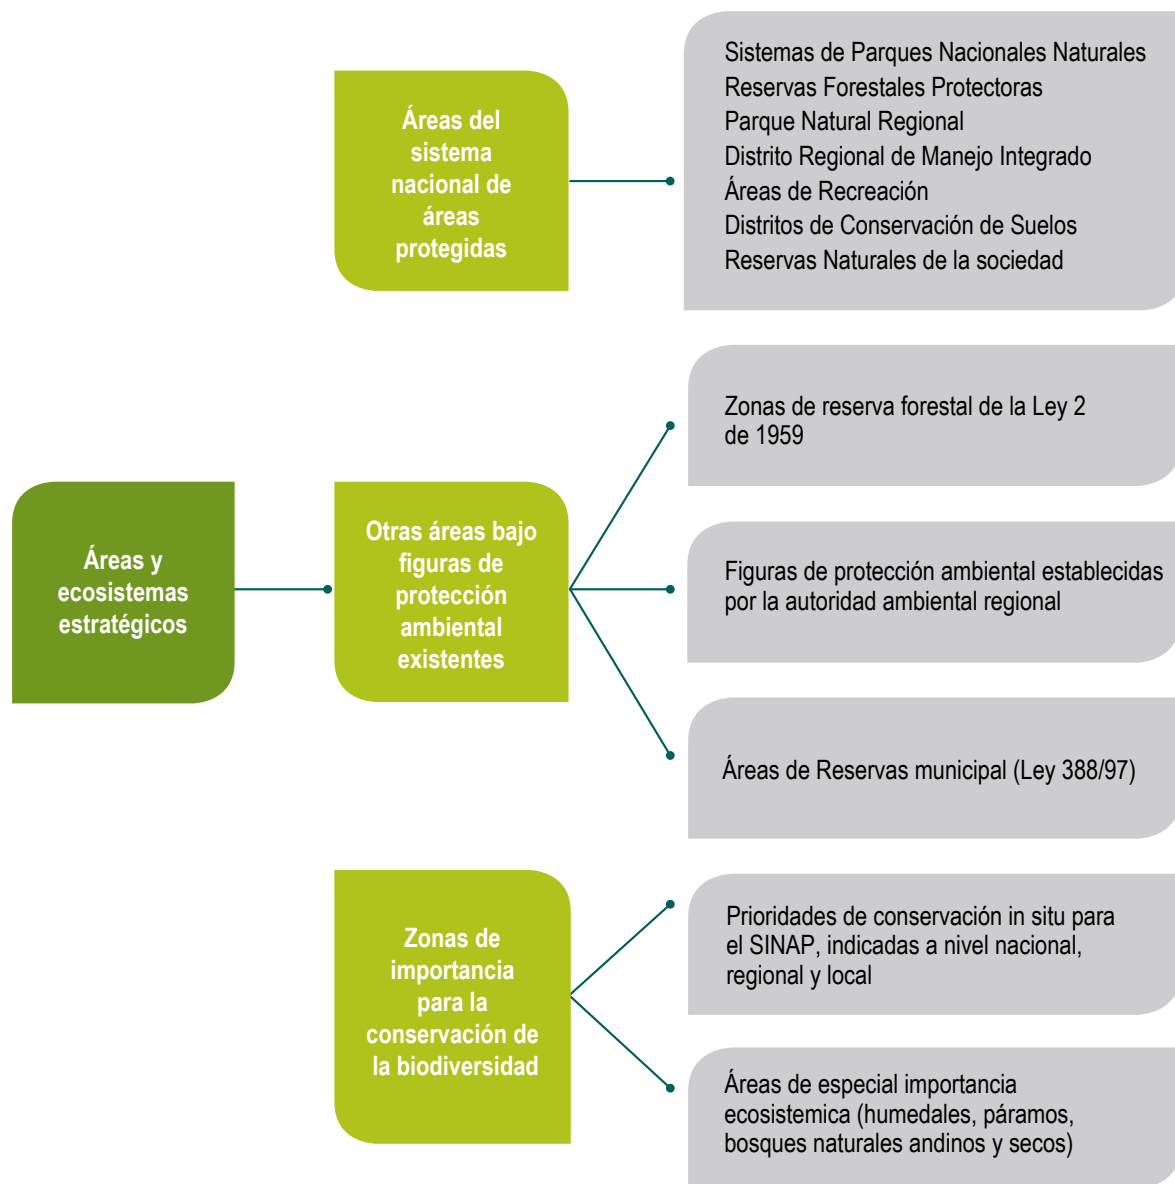 Áreas del
sistema
nacional de
áreas
protegidas
Sistemas de Parques Nacionales Naturales
Reservas Forestales Protectoras
Parque Natural Regional
Distrito Regional de Manejo Integrado
Áreas de Recreación
Distritos de Conservación de Suelos
Reservas Naturales de la sociedad
Áreas y
ecosistemas
estratégicos
Otras áreas bajo
figuras de
protección
ambiental
existentes
Zonas de reserva forestal de la Ley 2
de 1959
Figuras de protección ambiental establecidas
por la autoridad ambiental regional
Áreas de Reservas municipal (Ley 388/97)
Zonas de
importancia
para la
conservación de
la biodiversidad
Prioridades de conservación in situ para
el SINAP, indicadas a nivel nacional,
regional y local
Áreas de especial importancia
ecosistemica (humedales, páramos,
bosques naturales andinos y secos)